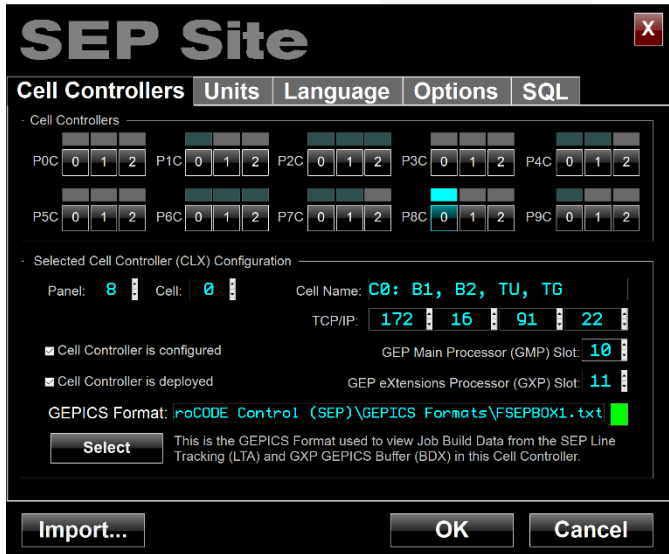 SEP Site
X
Cell Controllers Units Language Options SQL
Cell Controllers
P0C 0 1 2 P1C 0 1 2 P2C 0 1 2 P3C 0 1 2 P4C 0 1 2
P5C 0 1 2 P6C 0 1 2 P7C 0 1 2 P8C 0 1 2 P9C 0 1 2
Selected Cell Controller (CLX) Configuration
Panel: 8 Cell: 0 Cell Name: C0: B1, B2, TU, TG
TCP/IP: 172 16 91 22
Cell Controller is configured GEP Main Processor (GMP) Slot: 10
Cell Controller is deployed GEP eXtensions Processor (GXP) Slot: 11
GEPICS Format: roCODE Control (SEP)\GEPICS Formats\FSEPBOX1.txt
Select This is the GEPICS Format used to view Job Build Data from the SEP Line
Tracking (LTA) and GXP GEPICS Buffer (BDX) in this Cell Controller.
Import... OK Cancel